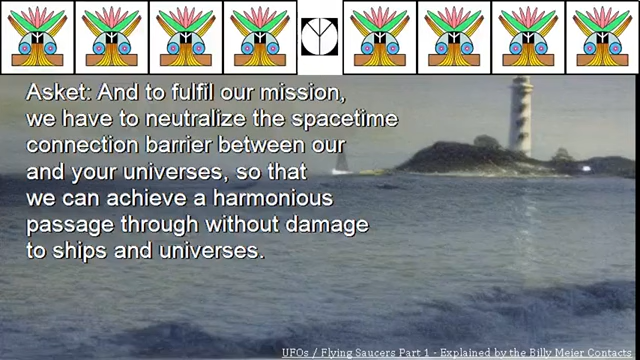 Asket: And to fulfil our mission,
we have to neutralize the spacetime
connection barrier between our
and your universes, so that
we can achieve a harmonious
passage through without damage
to ships and universes.
UFOs / Flying Saucers Part 1 - Explained by the Billy Meier Contacts